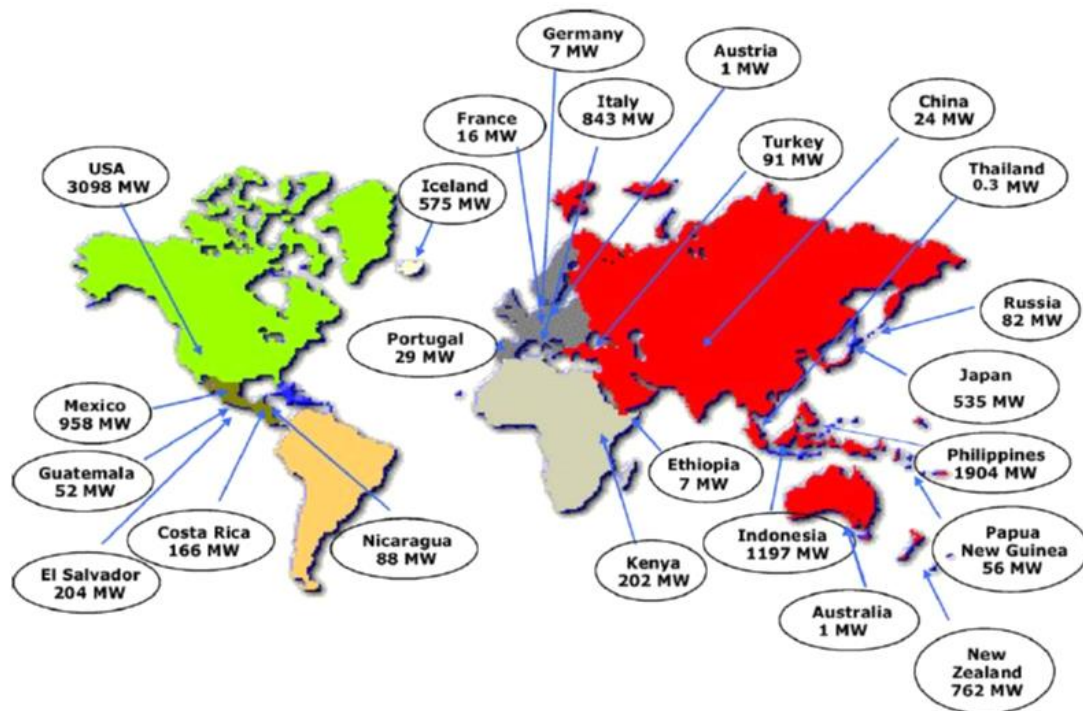 Germany
7 MW
Austria
1 MW
Italy
843 MW
China
24 MW
France
16 MW
Turkey
91 MW
USA
3098 MW
Iceland
575 MW
Thailand
0.3 MW
Russia
82 MW
Portugal
29 MW
Japan
535 MW
Mexico
958 MW
Philippines
1904 MW
Guatemala
52 MW
Ethiopia
7 MW
Costa Rica
166 MW
Nicaragua
88 MW
Indonesia
1197 MW
Papua
New Guinea
56 MW
Kenya
202 MW
El Salvador
204 MW
Australia
1 MW
New
Zealand
762 MW